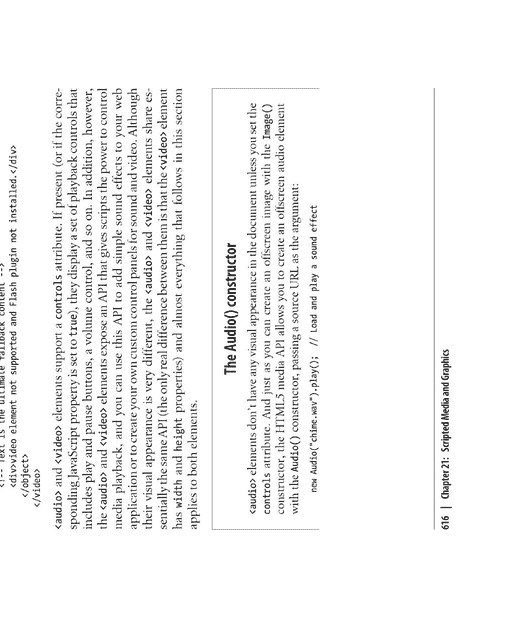 <!-- Text is the ultimate fallback content -->
<div>video element not supported and Flash plugin not installed.</div>
</object>
</video>
<audio> and <video> elements support a controls attribute. If present (or if the corre-
sponding JavaScript property is set to true), they display a set of playback controls that
includes play and pause buttons, a volume control, and so on. In addition, however,
the <audio> and <video> elements expose an API that gives scripts the power to control
media playback, and you can use this API to add simple sound effects to your web
application or to create your own custom control panels for sound and video. Although
their visual appearance is very different, the <audio> and <video> elements share es-
sentially the same API (the only real difference between them is that the <video> element
has width and height properties) and almost everything that follows in this section
applies to both elements.
The Audio() constructor
<audio> elements don't have any visual appearance in the document unless you set the
controls attribute. And just as you can create an offscreen image with the Image()
constructor, the HTML5 media API allows you to create an offscreen audio element
with the Audio() constructor, passing a source URL as the argument:
new Audio("chime.wav").play(); // Load and play a sound effect
616 | Chapter 21: Scripted Media and Graphics